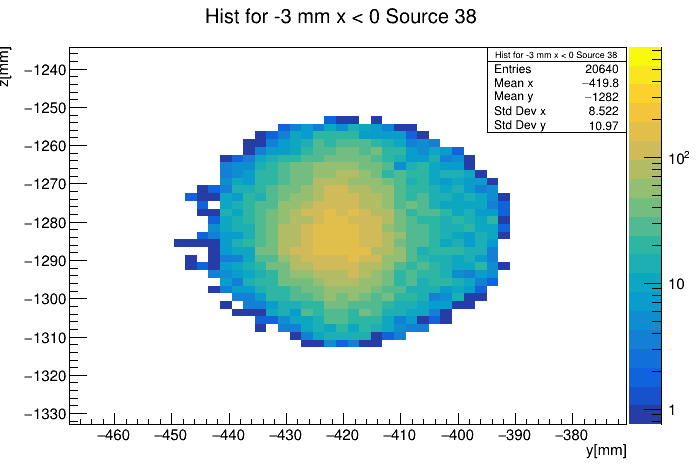 Hist for -3 mm x < 0 Source 38
z[mm]
Hist for -3 mm x < 0 Source 38
Entries 20640
Mean x −419.8
Mean y −1282
Std Dev x 8.522
Std Dev y 10.97
−1240
−1250
−1260
−1270
−1280
−1290
−1300
−1310
−1320
−1330
−460 −450 −440 −430 −420 −410 −400 −390 −380
y[mm]
10²
10
1